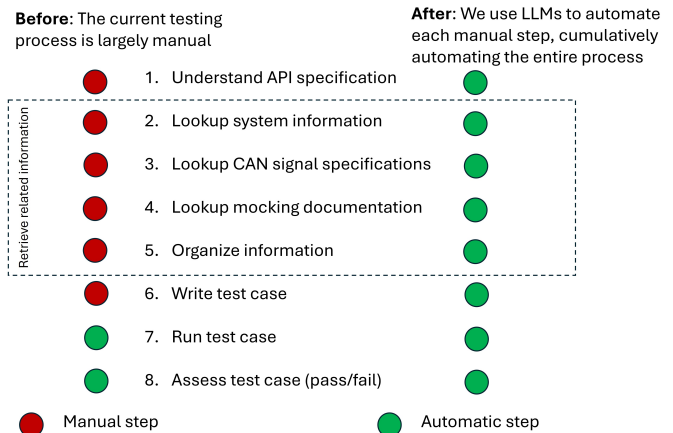 Before: The current testing
process is largely manual
After: We use LLMs to automate
each manual step, cumulatively
automating the entire process
1. Understand API specification
Retrieve related information
2. Lookup system information
3. Lookup CAN signal specifications
4. Lookup mocking documentation
5. Organize information
6. Write test case
7. Run test case
8. Assess test case (pass/fail)
Manual step
Automatic step